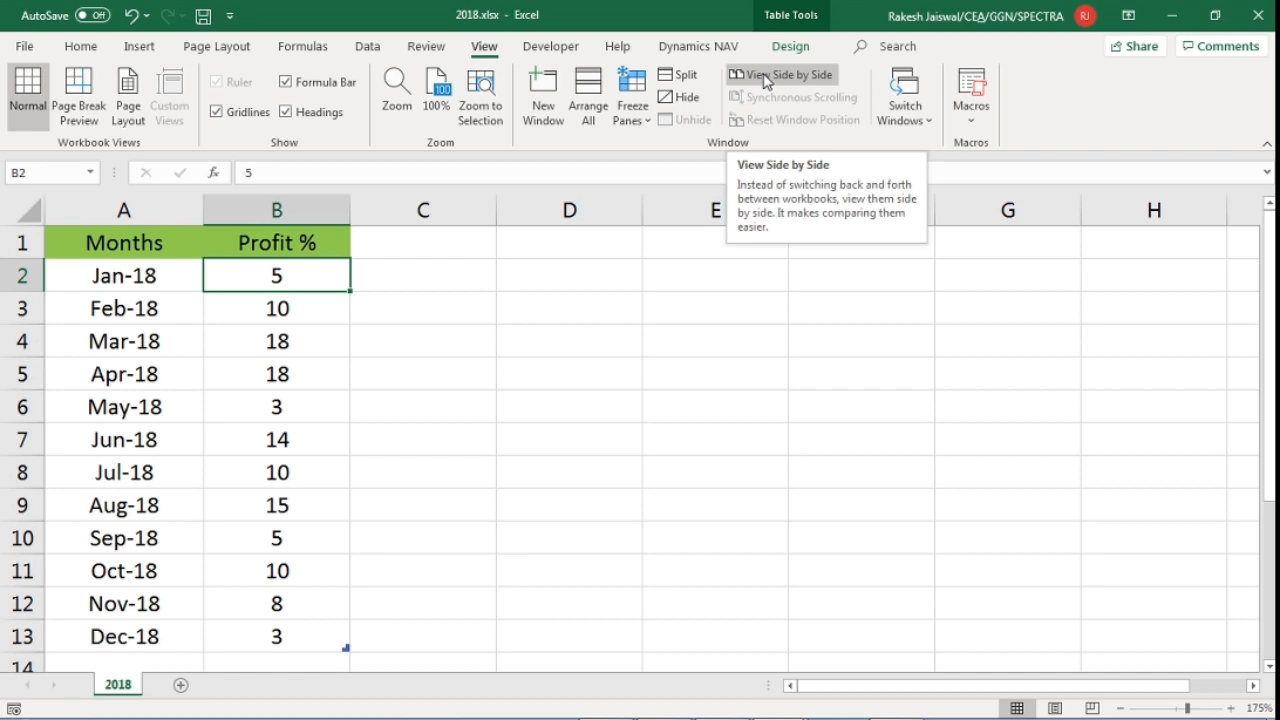 AutoSave Off 2018.xlsx - Excel Table Tools Rakesh Jaiswal/CEA/GGN/SPECTRA RJ
File Home Insert Page Layout Formulas Data Review View Developer Help Dynamics NAV Design Search Share Comments
Normal
Page Break
Preview
Page
Layout
Custom
Views
Workbook Views
Ruler
Formula Bar
Gridlines
Headings
Show
Zoom
100
100%
Zoom to
Selection
Zoom
New
Window
Arrange
All
Freeze
Panes
Split
Hide
Unhide
View Side by Side
Synchronous Scrolling
Reset Window Position
Window
Switch
Windows
Macros
Macros
B2 fx 5
View Side by Side
Instead of switching back and forth
between workbooks, view them side
by side. It makes comparing them
easier.
A B C D E G H
1 Months Profit %
2 Jan-18 5
3 Feb-18 10
4 Mar-18 18
5 Apr-18 18
6 May-18 3
7 Jun-18 14
8 Jul-18 10
9 Aug-18 15
10 Sep-18 5
11 Oct-18 10
12 Nov-18 8
13 Dec-18 3
14
2018
175%